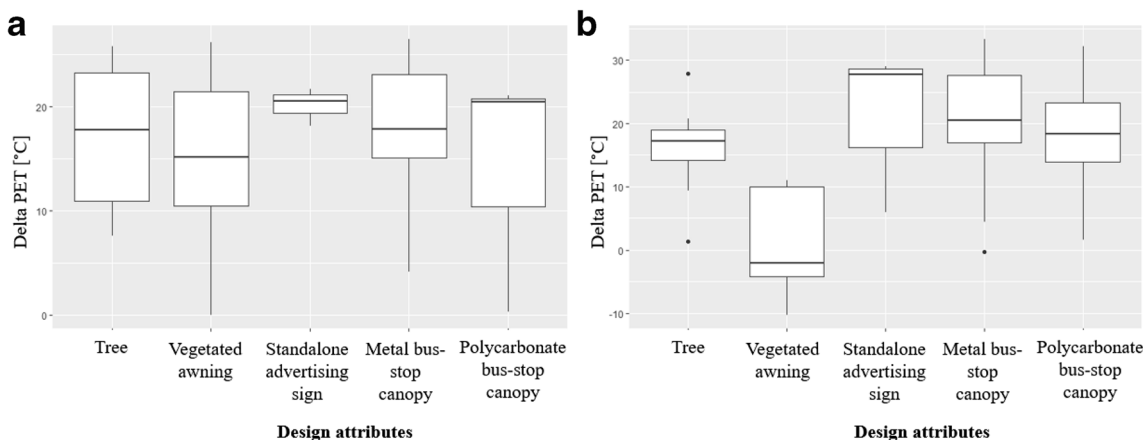 a
Delta PET [°C]
20
10
0
Tree
Vegetated
awning
Standalone
advertising
sign
Metal bus-
stop
canopy
Polycarbonate
bus-stop
canopy
Design attributes
b
Delta PET [°C]
30
20
10
0
-10
Tree
Vegetated
awning
Standalone
advertising
sign
Metal bus-
stop
canopy
Polycarbonate
bus-stop
canopy
Design attributes